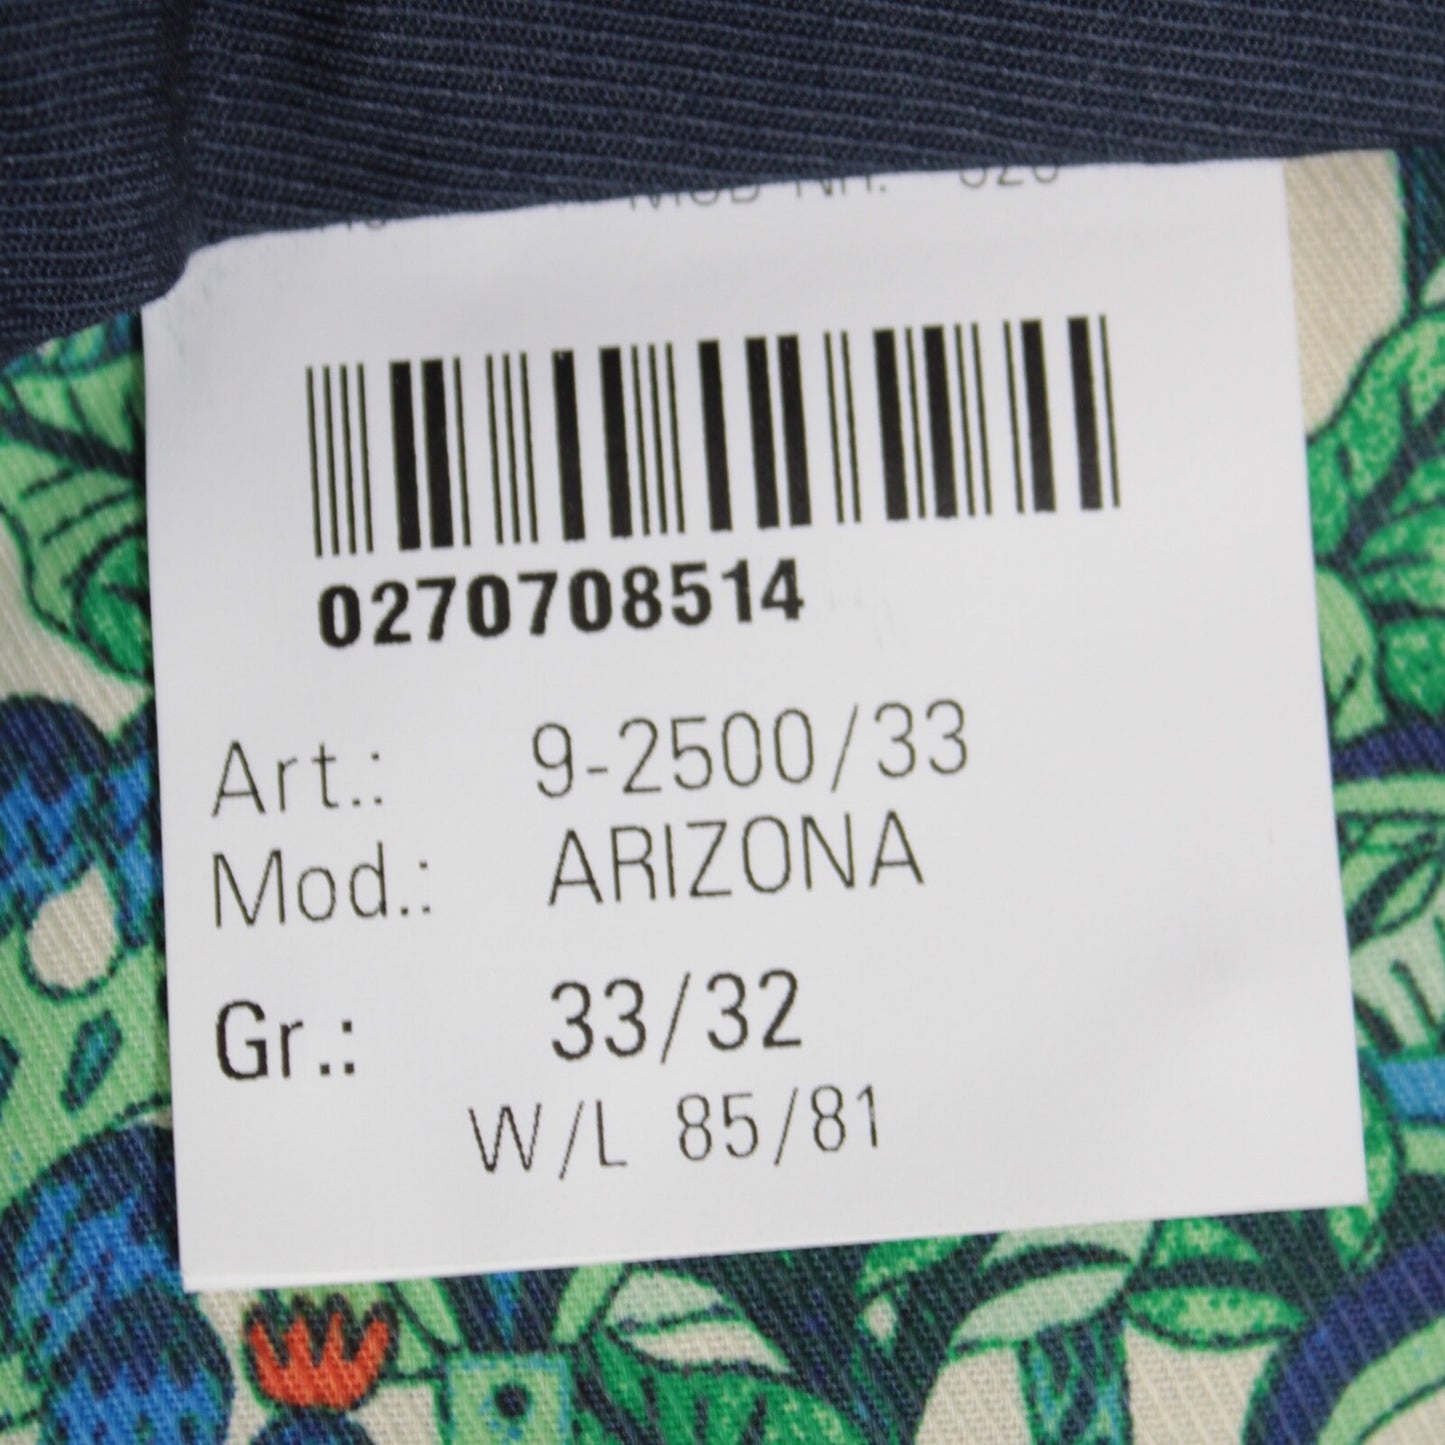 0270708514
Art.: 9-2500/33
Mod.: ARIZONA
Gr.: 33/32
W/L 85/81